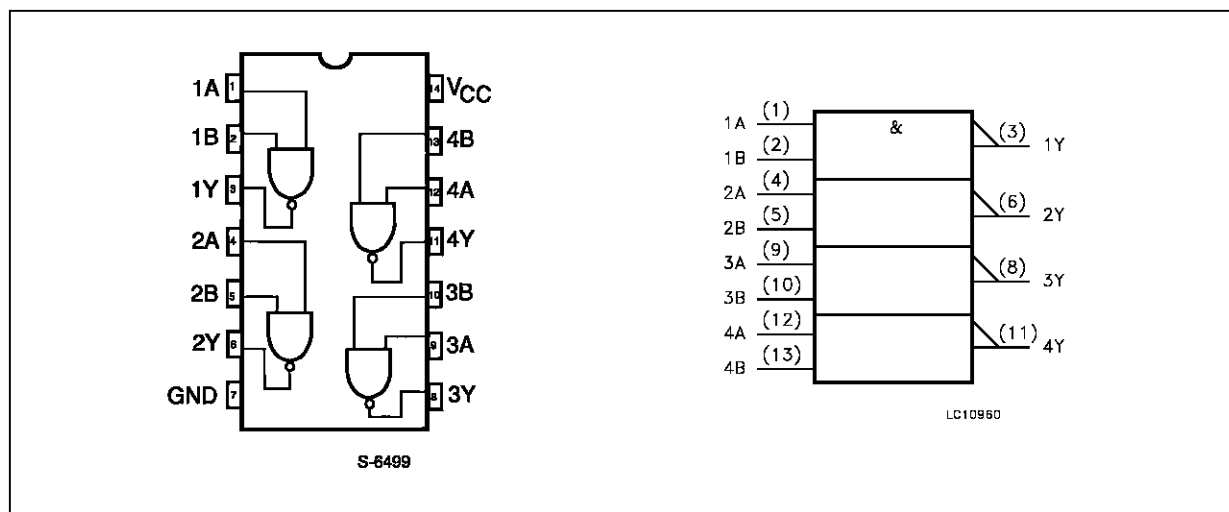 1A 1 14 VCC
1B 2 13 4B
1Y 3 12 4A
2A 4 11 4Y
2B 5 10 3B
2Y 6 9 3A
GND 7 8 3Y
S-6499
&
1A (1)
1B (2)
2A (4)
2B (5)
3A (9)
3B (10)
4A (12)
4B (13)
(3) 1Y
(6) 2Y
(8) 3Y
(11) 4Y
LC10960